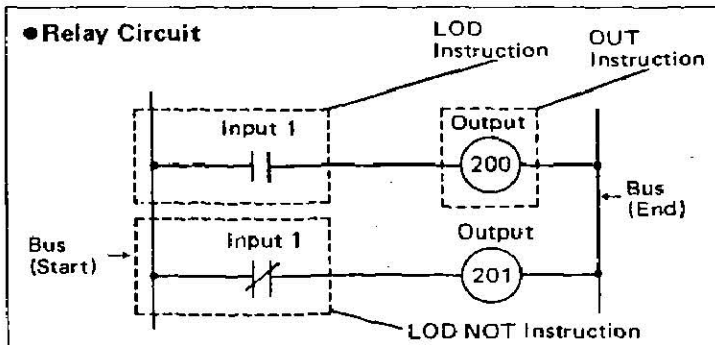 ●Relay Circuit
LOD
Instruction
OUT
Instruction
Input 1
Output
200
Bus
(End)
Bus
(Start)
Input 1
Output
201
LOD NOT Instruction